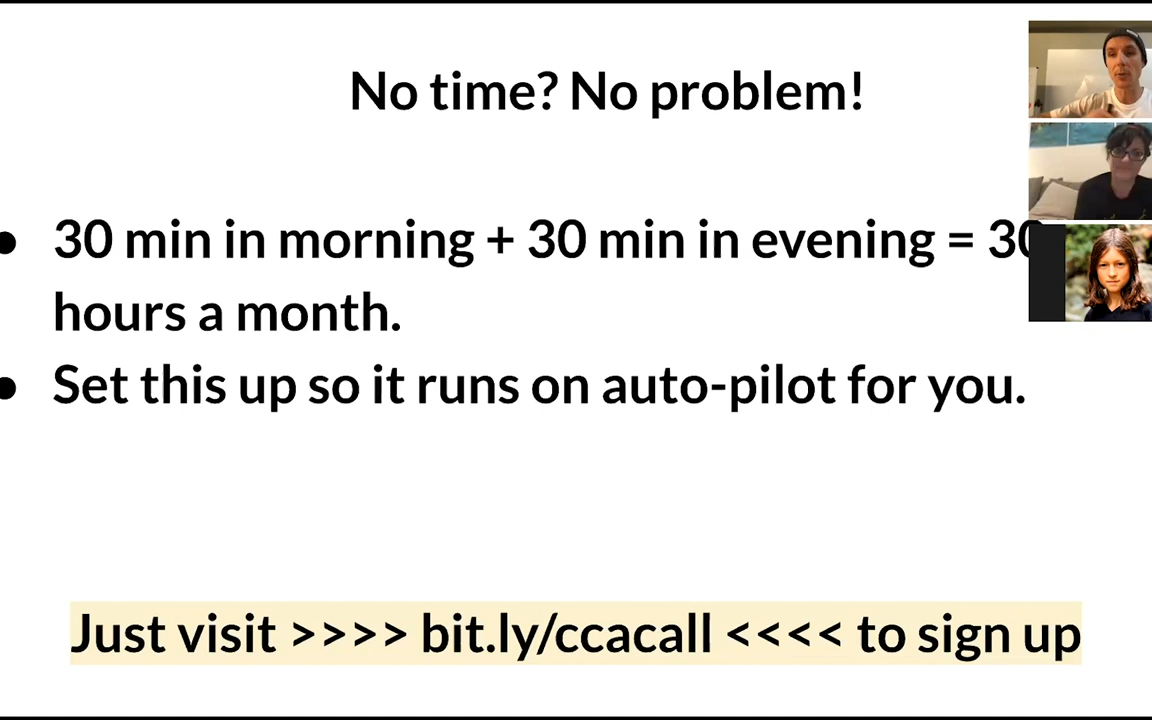 No time? No problem!
● 30 min in morning + 30 min in evening = 30
hours a month.
● Set this up so it runs on auto-pilot for you.
Just visit >>>> bit.ly/ccacall <<<< to sign up